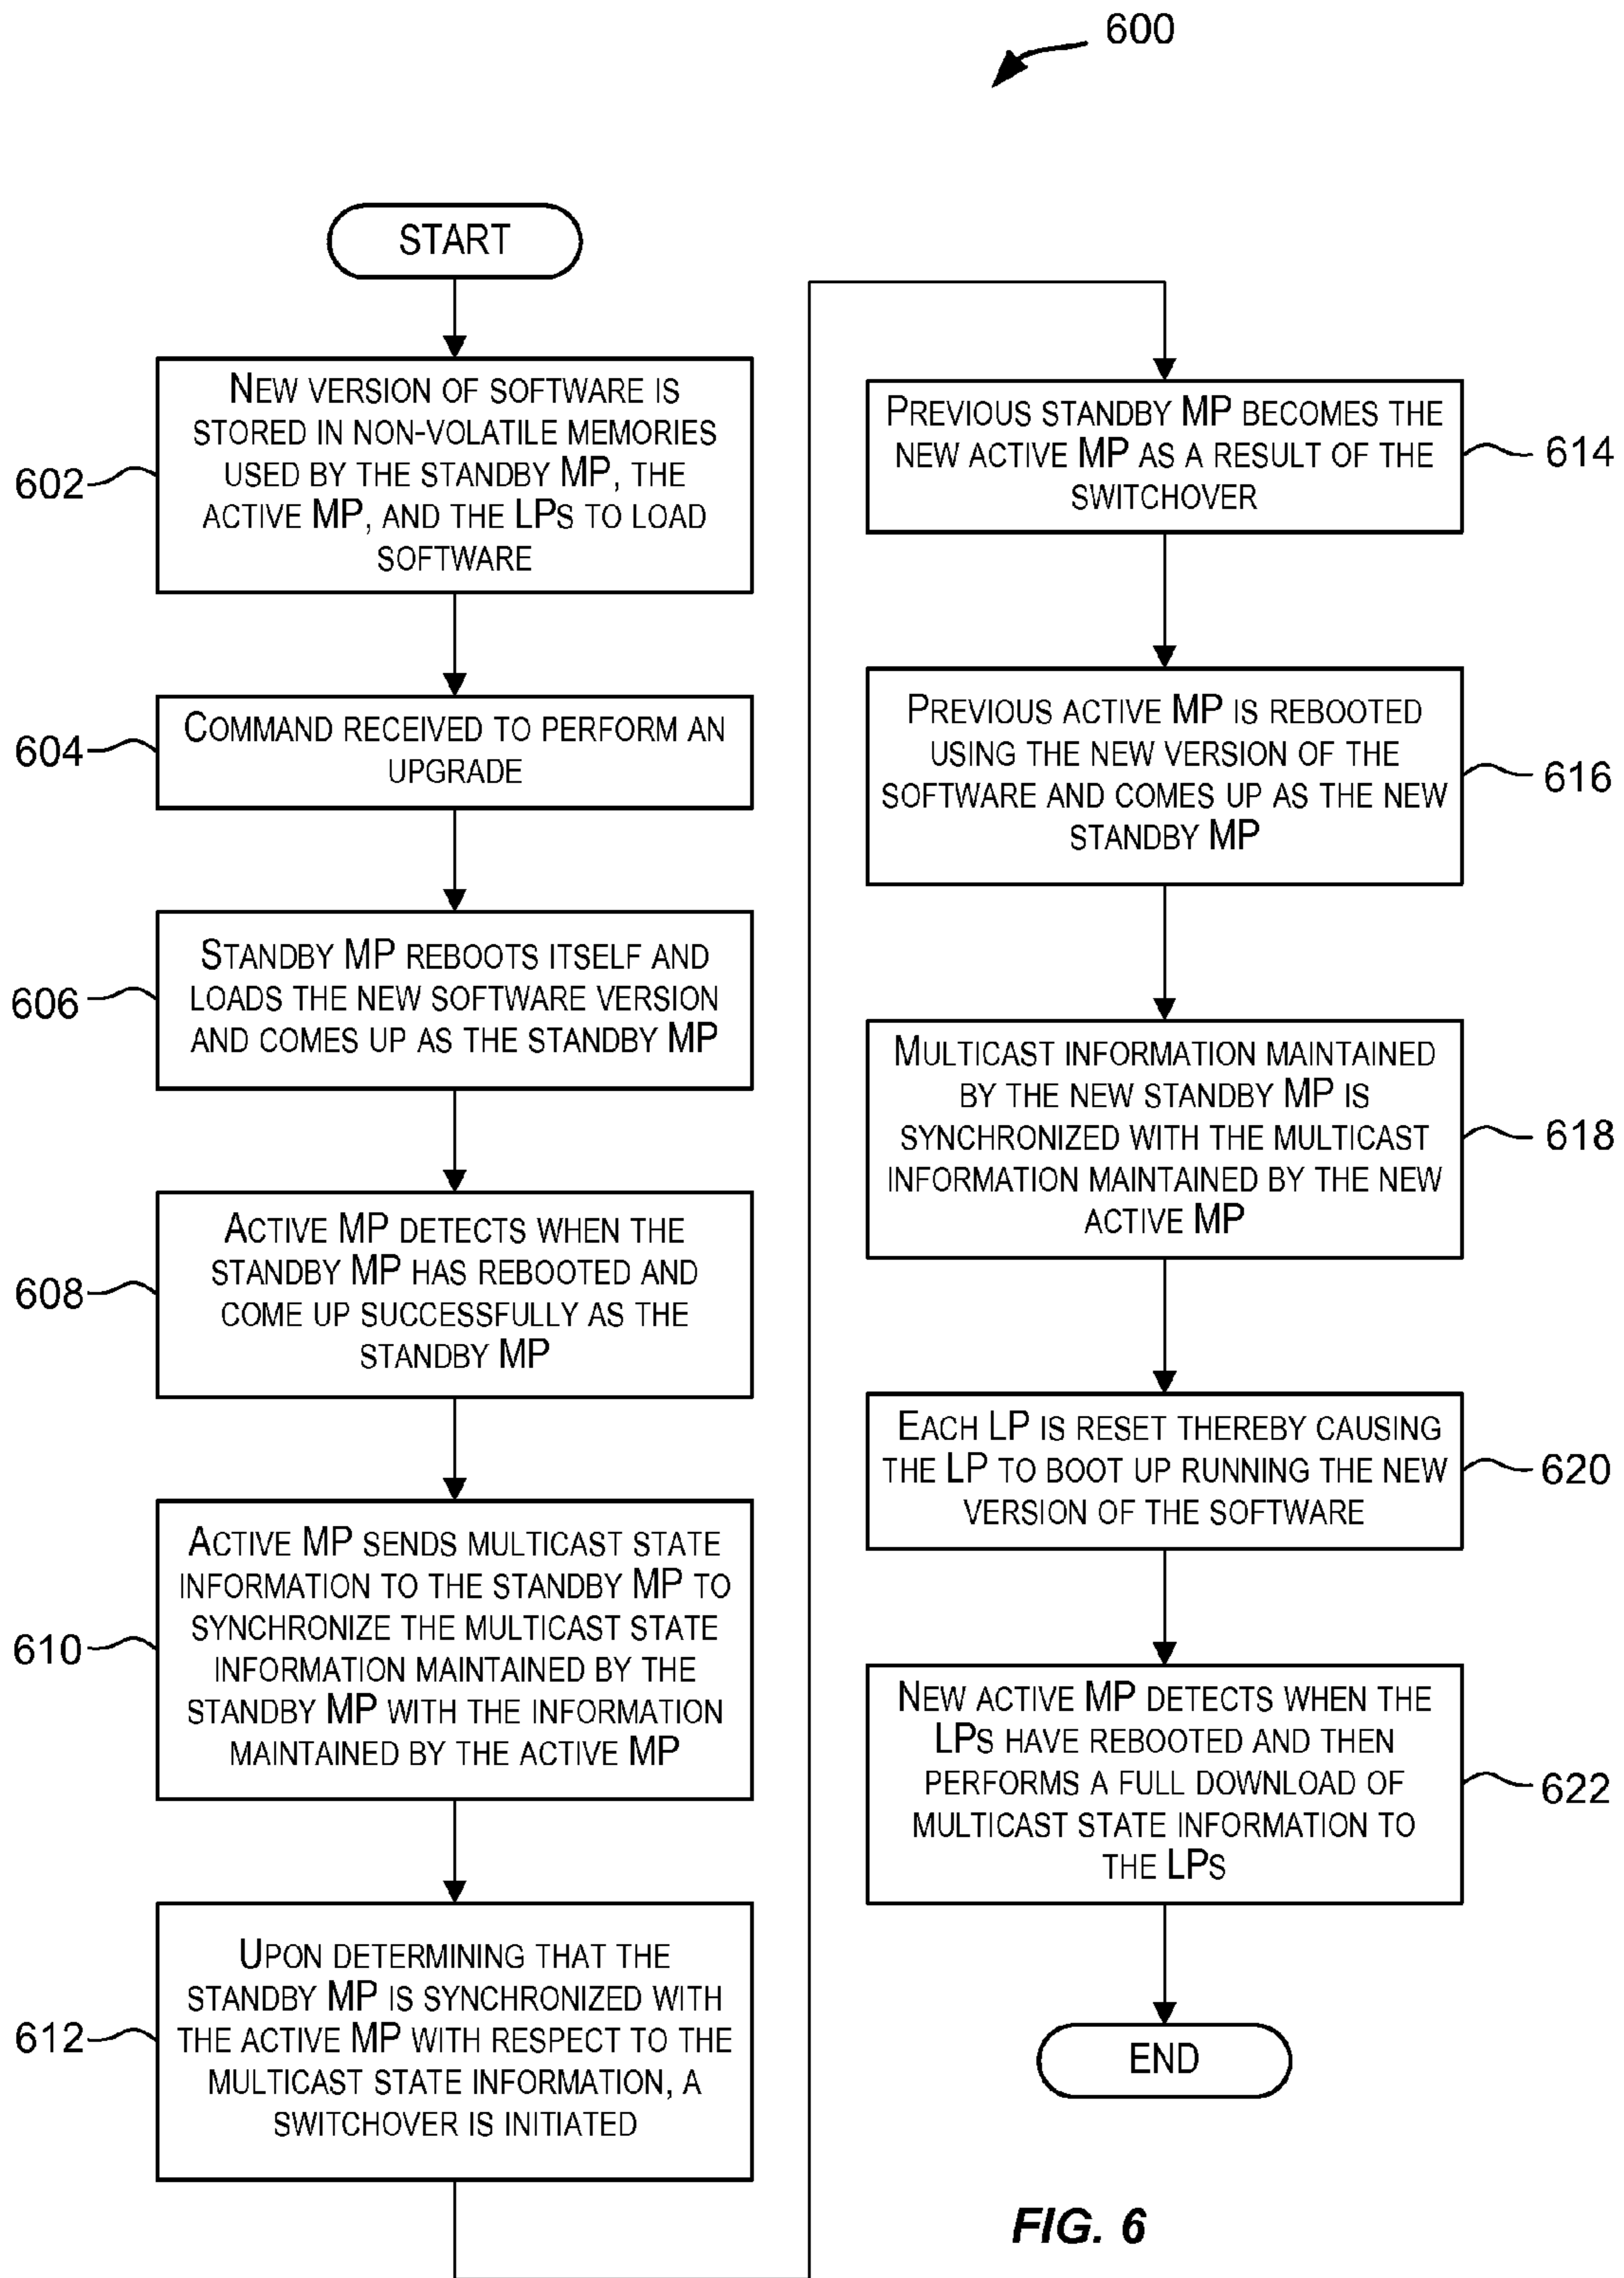 600
START
602
NEW VERSION OF SOFTWARE IS
STORED IN NON-VOLATILE MEMORIES
USED BY THE STANDBY MP, THE
ACTIVE MP, AND THE LPS TO LOAD
SOFTWARE
604
COMMAND RECEIVED TO PERFORM AN
UPGRADE
606
STANDBY MP REBOOTS ITSELF AND
LOADS THE NEW SOFTWARE VERSION
AND COMES UP AS THE STANDBY MP
608
ACTIVE MP DETECTS WHEN THE
STANDBY MP HAS REBOOTED AND
COME UP SUCCESSFULLY AS THE
STANDBY MP
610
ACTIVE MP SENDS MULTICAST STATE
INFORMATION TO THE STANDBY MP TO
SYNCHRONIZE THE MULTICAST STATE
INFORMATION MAINTAINED BY THE
STANDBY MP WITH THE INFORMATION
MAINTAINED BY THE ACTIVE MP
612
UPON DETERMINING THAT THE
STANDBY MP IS SYNCHRONIZED WITH
THE ACTIVE MP WITH RESPECT TO THE
MULTICAST STATE INFORMATION, A
SWITCHOVER IS INITIATED
PREVIOUS STANDBY MP BECOMES THE
NEW ACTIVE MP AS A RESULT OF THE
SWITCHOVER
614
PREVIOUS ACTIVE MP IS REBOOTED
USING THE NEW VERSION OF THE
SOFTWARE AND COMES UP AS THE NEW
STANDBY MP
616
MULTICAST INFORMATION MAINTAINED
BY THE NEW STANDBY MP IS
SYNCHRONIZED WITH THE MULTICAST
INFORMATION MAINTAINED BY THE NEW
ACTIVE MP
618
EACH LP IS RESET THEREBY CAUSING
THE LP TO BOOT UP RUNNING THE NEW
VERSION OF THE SOFTWARE
620
NEW ACTIVE MP DETECTS WHEN THE
LPS HAVE REBOOTED AND THEN
PERFORMS A FULL DOWNLOAD OF
MULTICAST STATE INFORMATION TO
THE LPS
622
END
FIG. 6